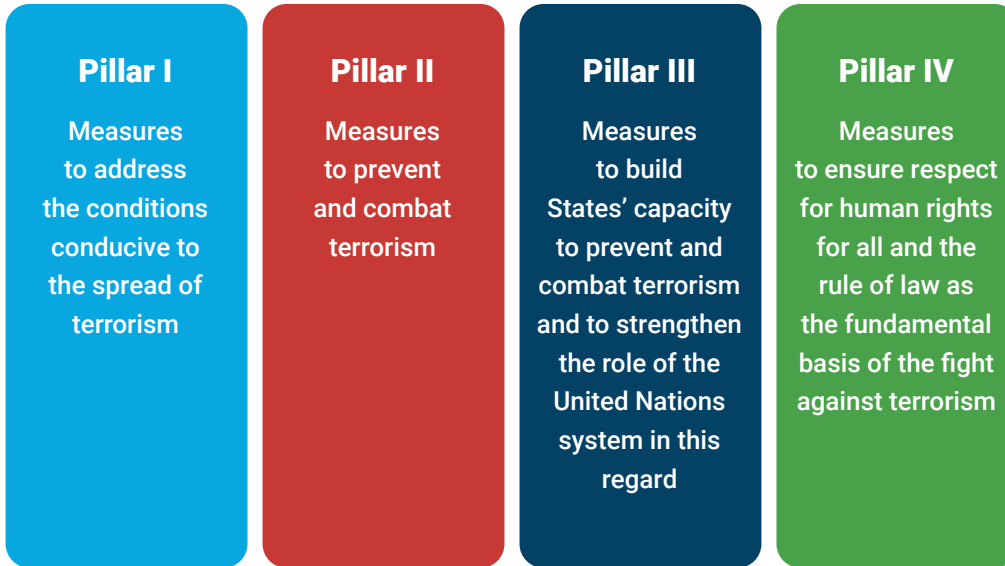 Pillar I
Measures
to address
the conditions
conducive to
the spread of
terrorism
Pillar II
Measures
to prevent
and combat
terrorism
Pillar III
Measures
to build
States’ capacity
to prevent and
combat terrorism
and to strengthen
the role of the
United Nations
system in this
regard
Pillar IV
Measures
to ensure respect
for human rights
for all and the
rule of law as
the fundamental
basis of the fight
against terrorism